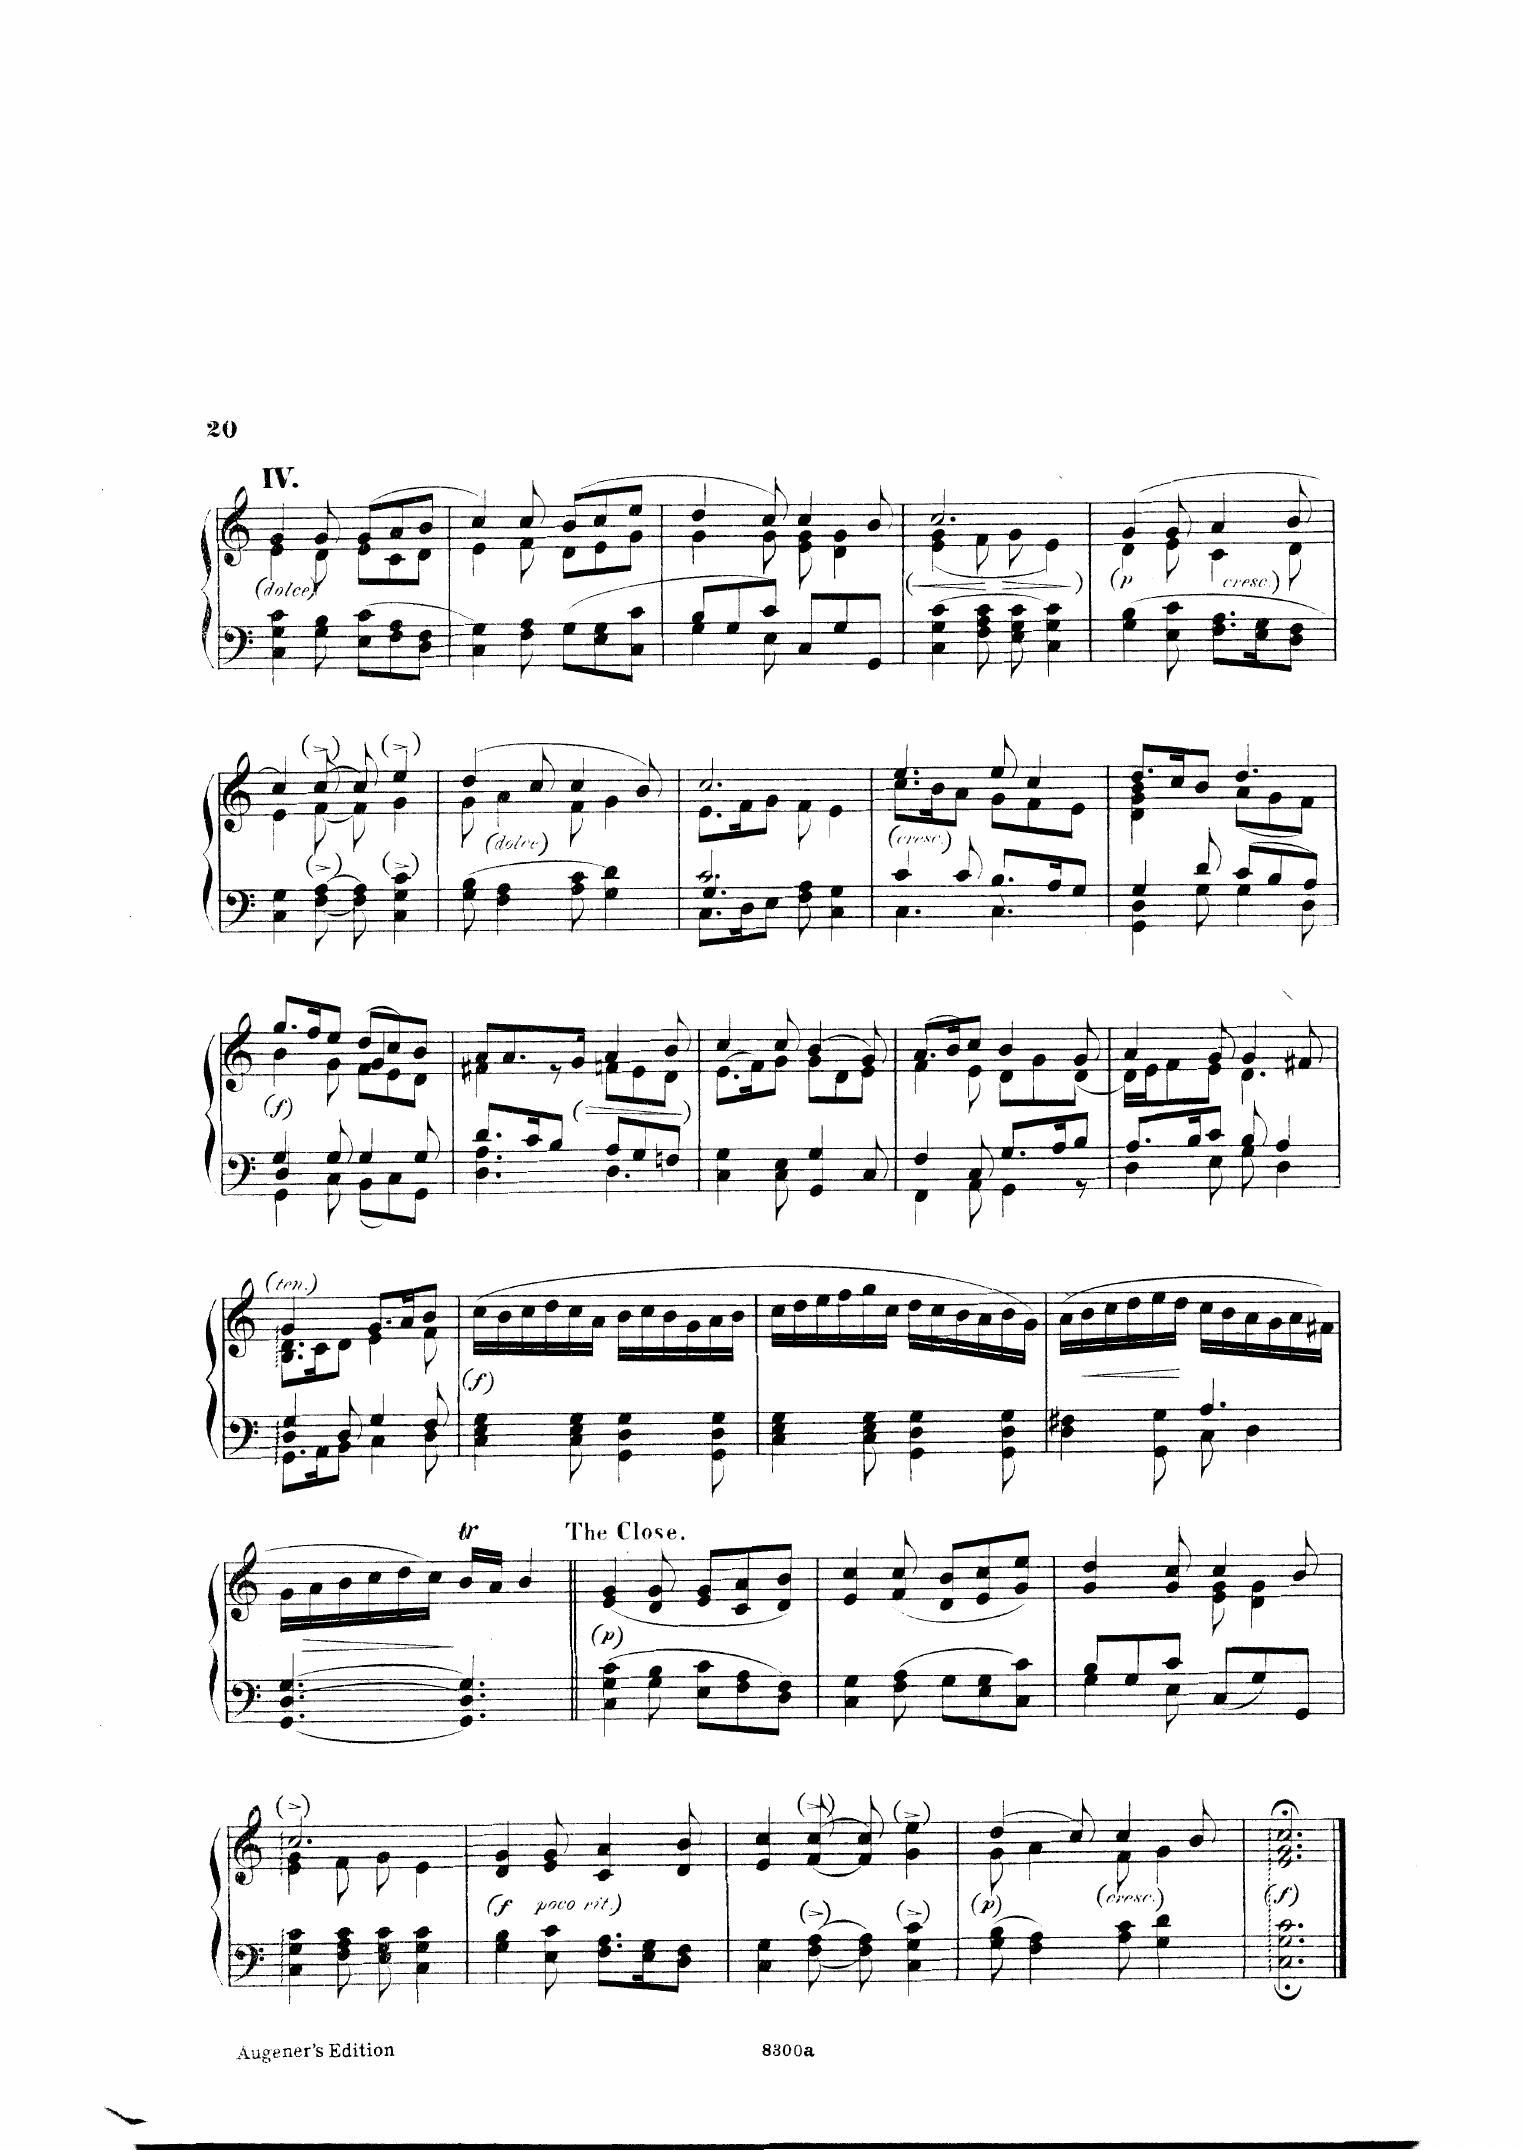 20
IV.
(dolce)
(p cresc.)
(dolce)
(cresc.)
(f)
(ten.)
(f)
tr The Close.
(p)
(f poco rit.)
(p) (cresc.) (f)
Augener's Edition 8300a